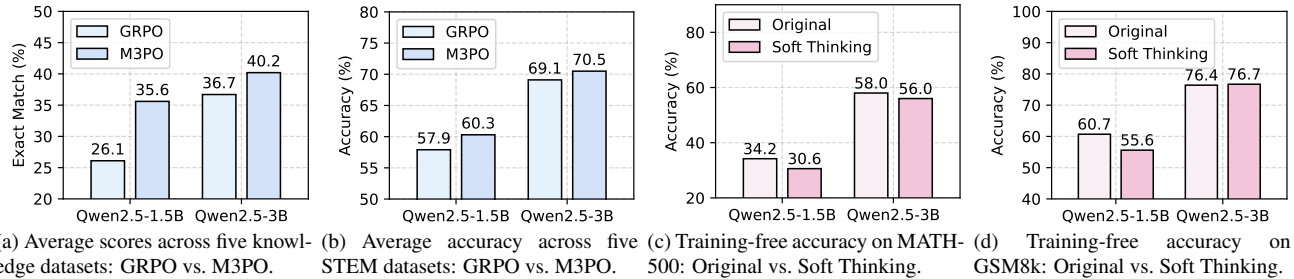 50
45
40
35
30
25
20
Exact Match (%)
GRPO
M3PO
26.1
35.6
36.7
40.2
Qwen2.5-1.5B
Qwen2.5-3B
80
75
70
65
60
55
50
Accuracy (%)
GRPO
M3PO
57.9
60.3
69.1
70.5
Qwen2.5-1.5B
Qwen2.5-3B
80
60
40
20
Accuracy (%)
Original
Soft Thinking
34.2
30.6
58.0
56.0
Qwen2.5-1.5B
Qwen2.5-3B
100
90
80
70
60
50
40
Accuracy (%)
Original
Soft Thinking
60.7
55.6
76.4
76.7
Qwen2.5-1.5B
Qwen2.5-3B
(a) Average scores across five knowl-
edge datasets: GRPO vs. M3PO.
(b) Average accuracy across five
STEM datasets: GRPO vs. M3PO.
(c) Training-free accuracy on MATH-
500: Original vs. Soft Thinking.
(d) Training-free accuracy on
GSM8k: Original vs. Soft Thinking.